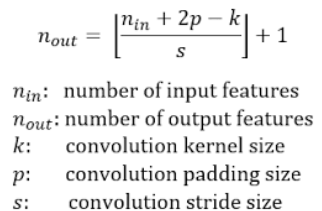 n_out = ⌊(n_in + 2p − k) / s⌋ + 1
n_in: number of input features
n_out: number of output features
k: convolution kernel size
p: convolution padding size
s: convolution stride size